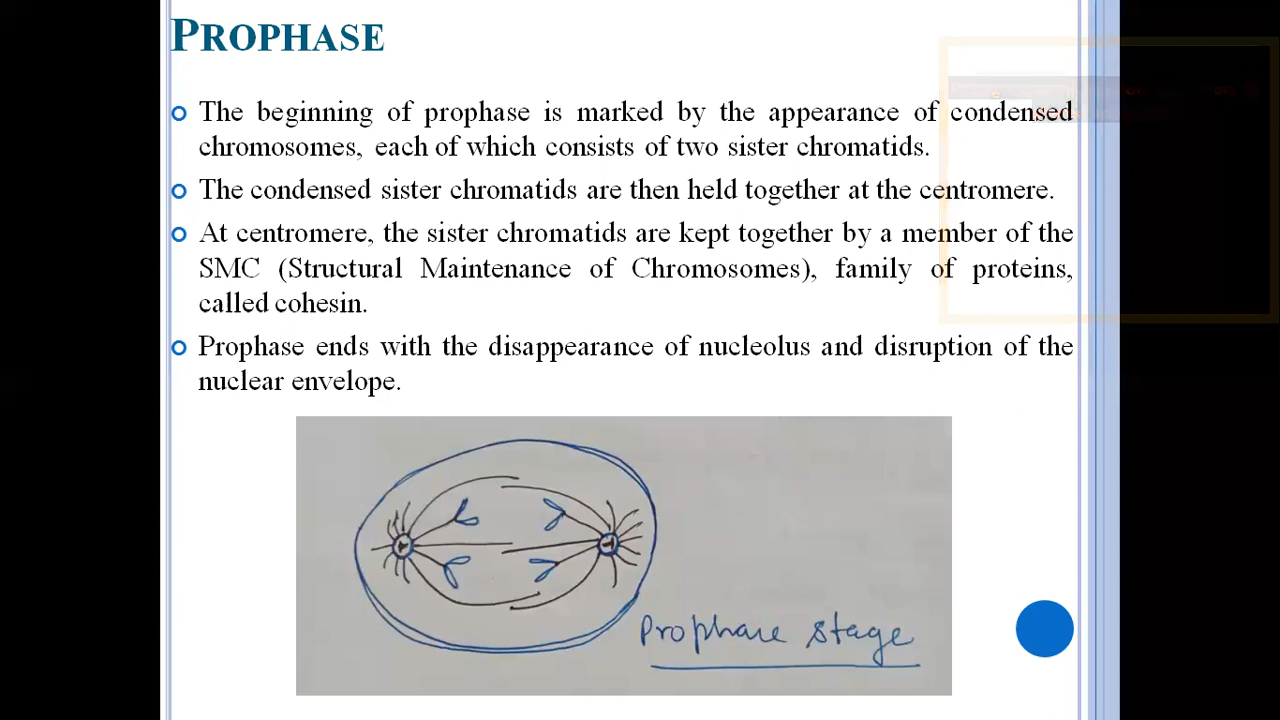 PROPHASE
The beginning of prophase is marked by the appearance of condensed
chromosomes, each of which consists of two sister chromatids.
The condensed sister chromatids are then held together at the centromere.
At centromere, the sister chromatids are kept together by a member of the
SMC (Structural Maintenance of Chromosomes), family of proteins,
called cohesin.
Prophase ends with the disappearance of nucleolus and disruption of the
nuclear envelope.
Prophase stage